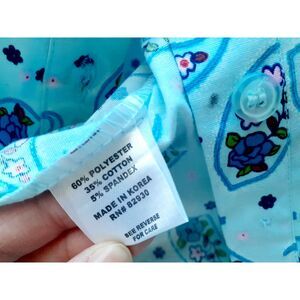 60% POLYESTER
35% COTTON
5% SPANDEX
MADE IN KOREA
RN# 82930
SEE REVERSE
FOR CARE